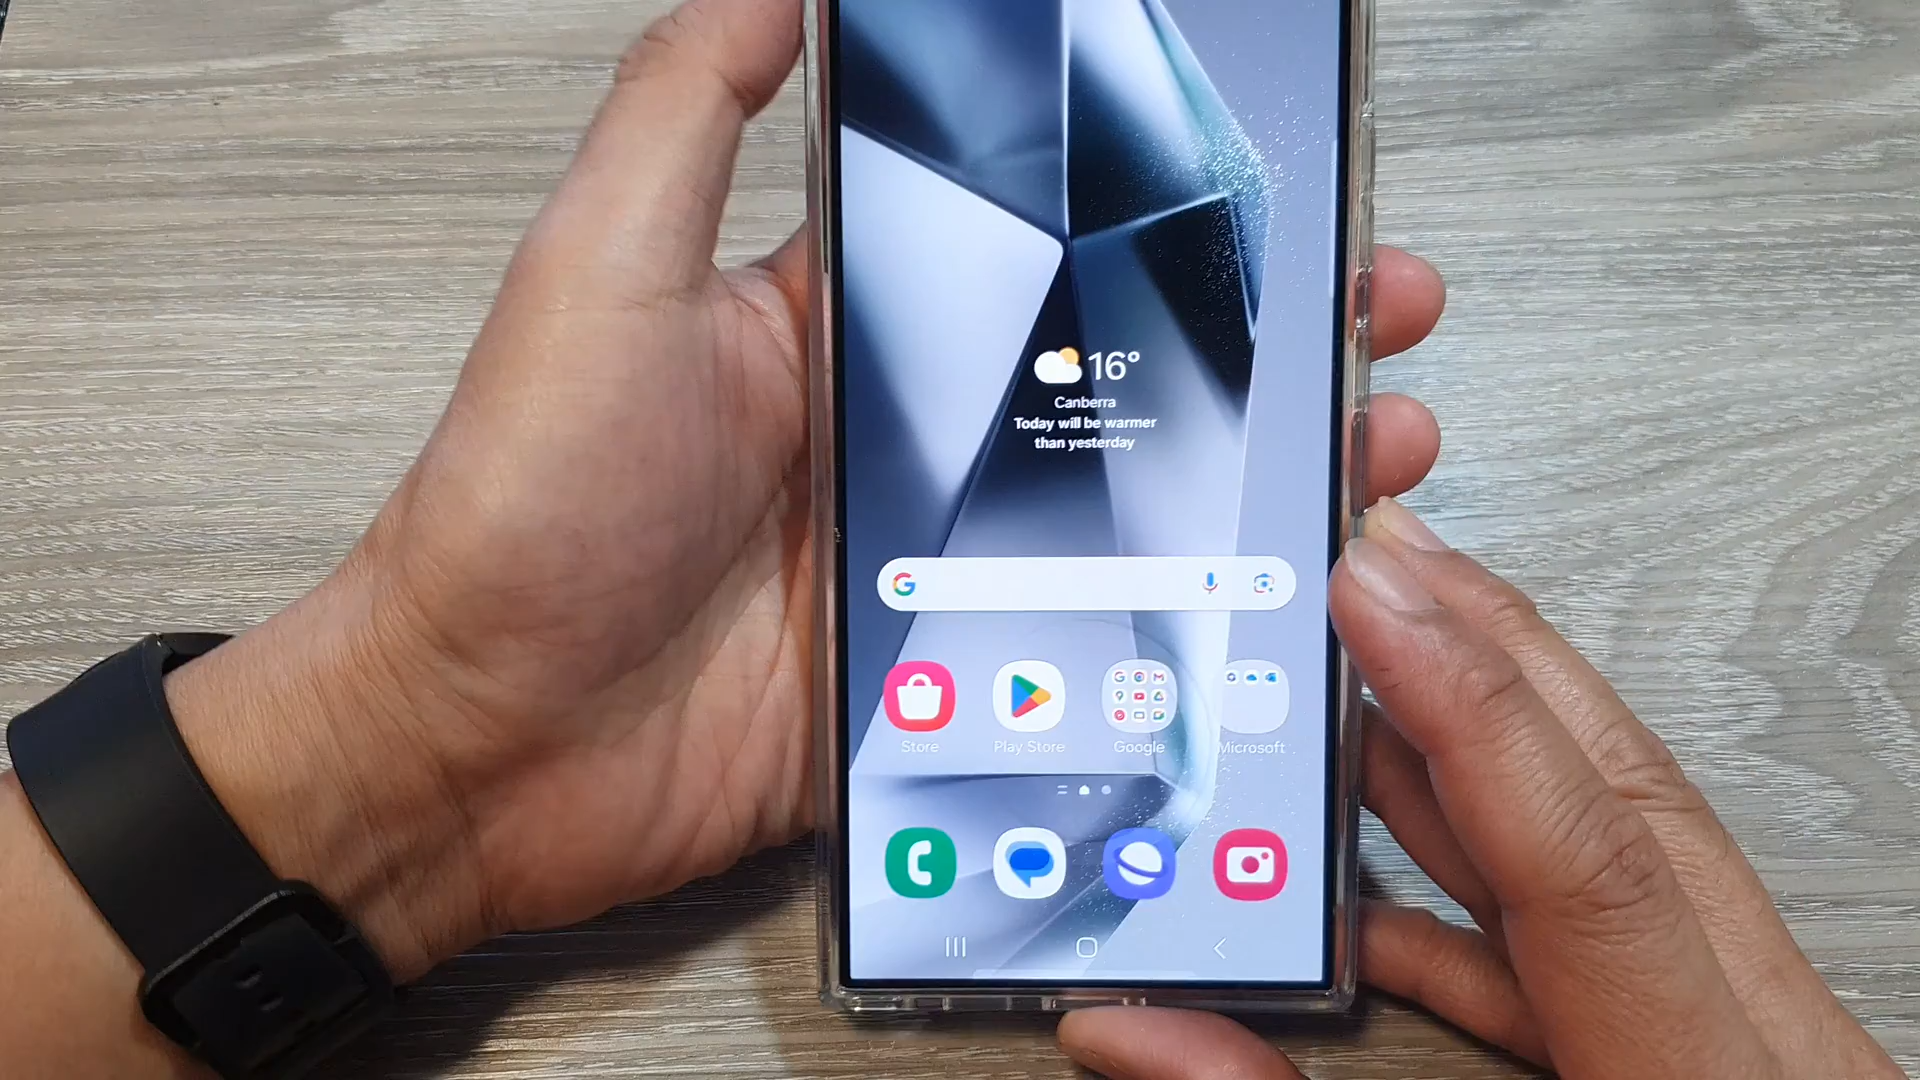 16°
Canberra
Today will be warmer
than yesterday
Store
Play Store
Google
Microsoft